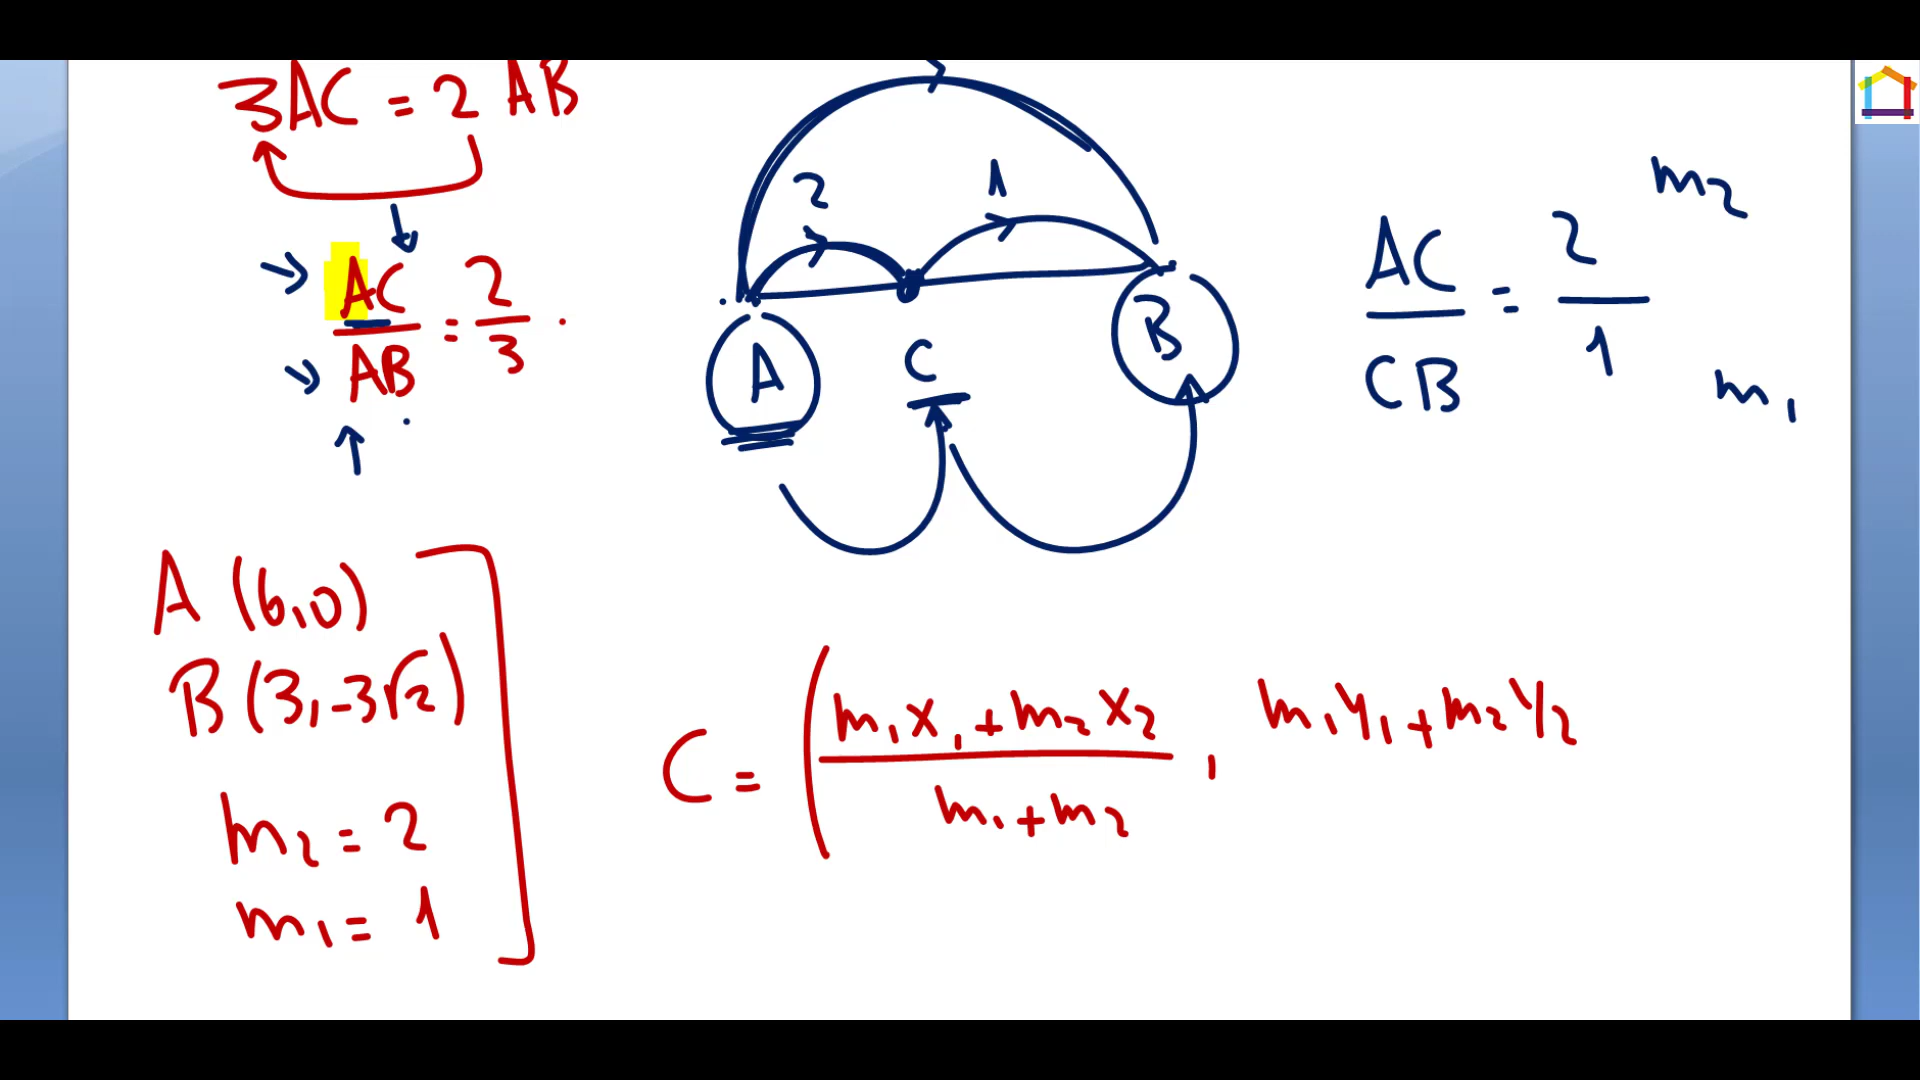 3AC = 2 AB
AC/AB = 2/3
2
1
A
C
B
AC/CB = 2/1
m₂
m₁
A (6,0)
B (3,-3√2)
m₂ = 2
m₁ = 1
C = ( (m₁x₁+m₂x₂)/(m₁+m₂) , m₁y₁+m₂y₂